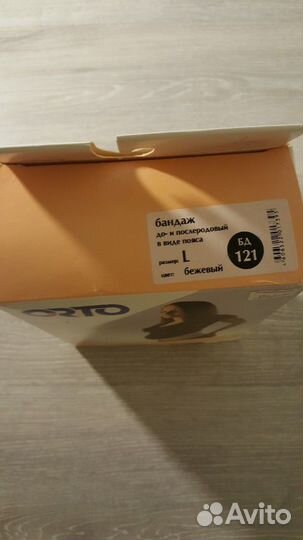 бандаж
до- и послеродовый
в виде пояса
размер: L
цвет: бежевый
БД
121
ORTO
Avito